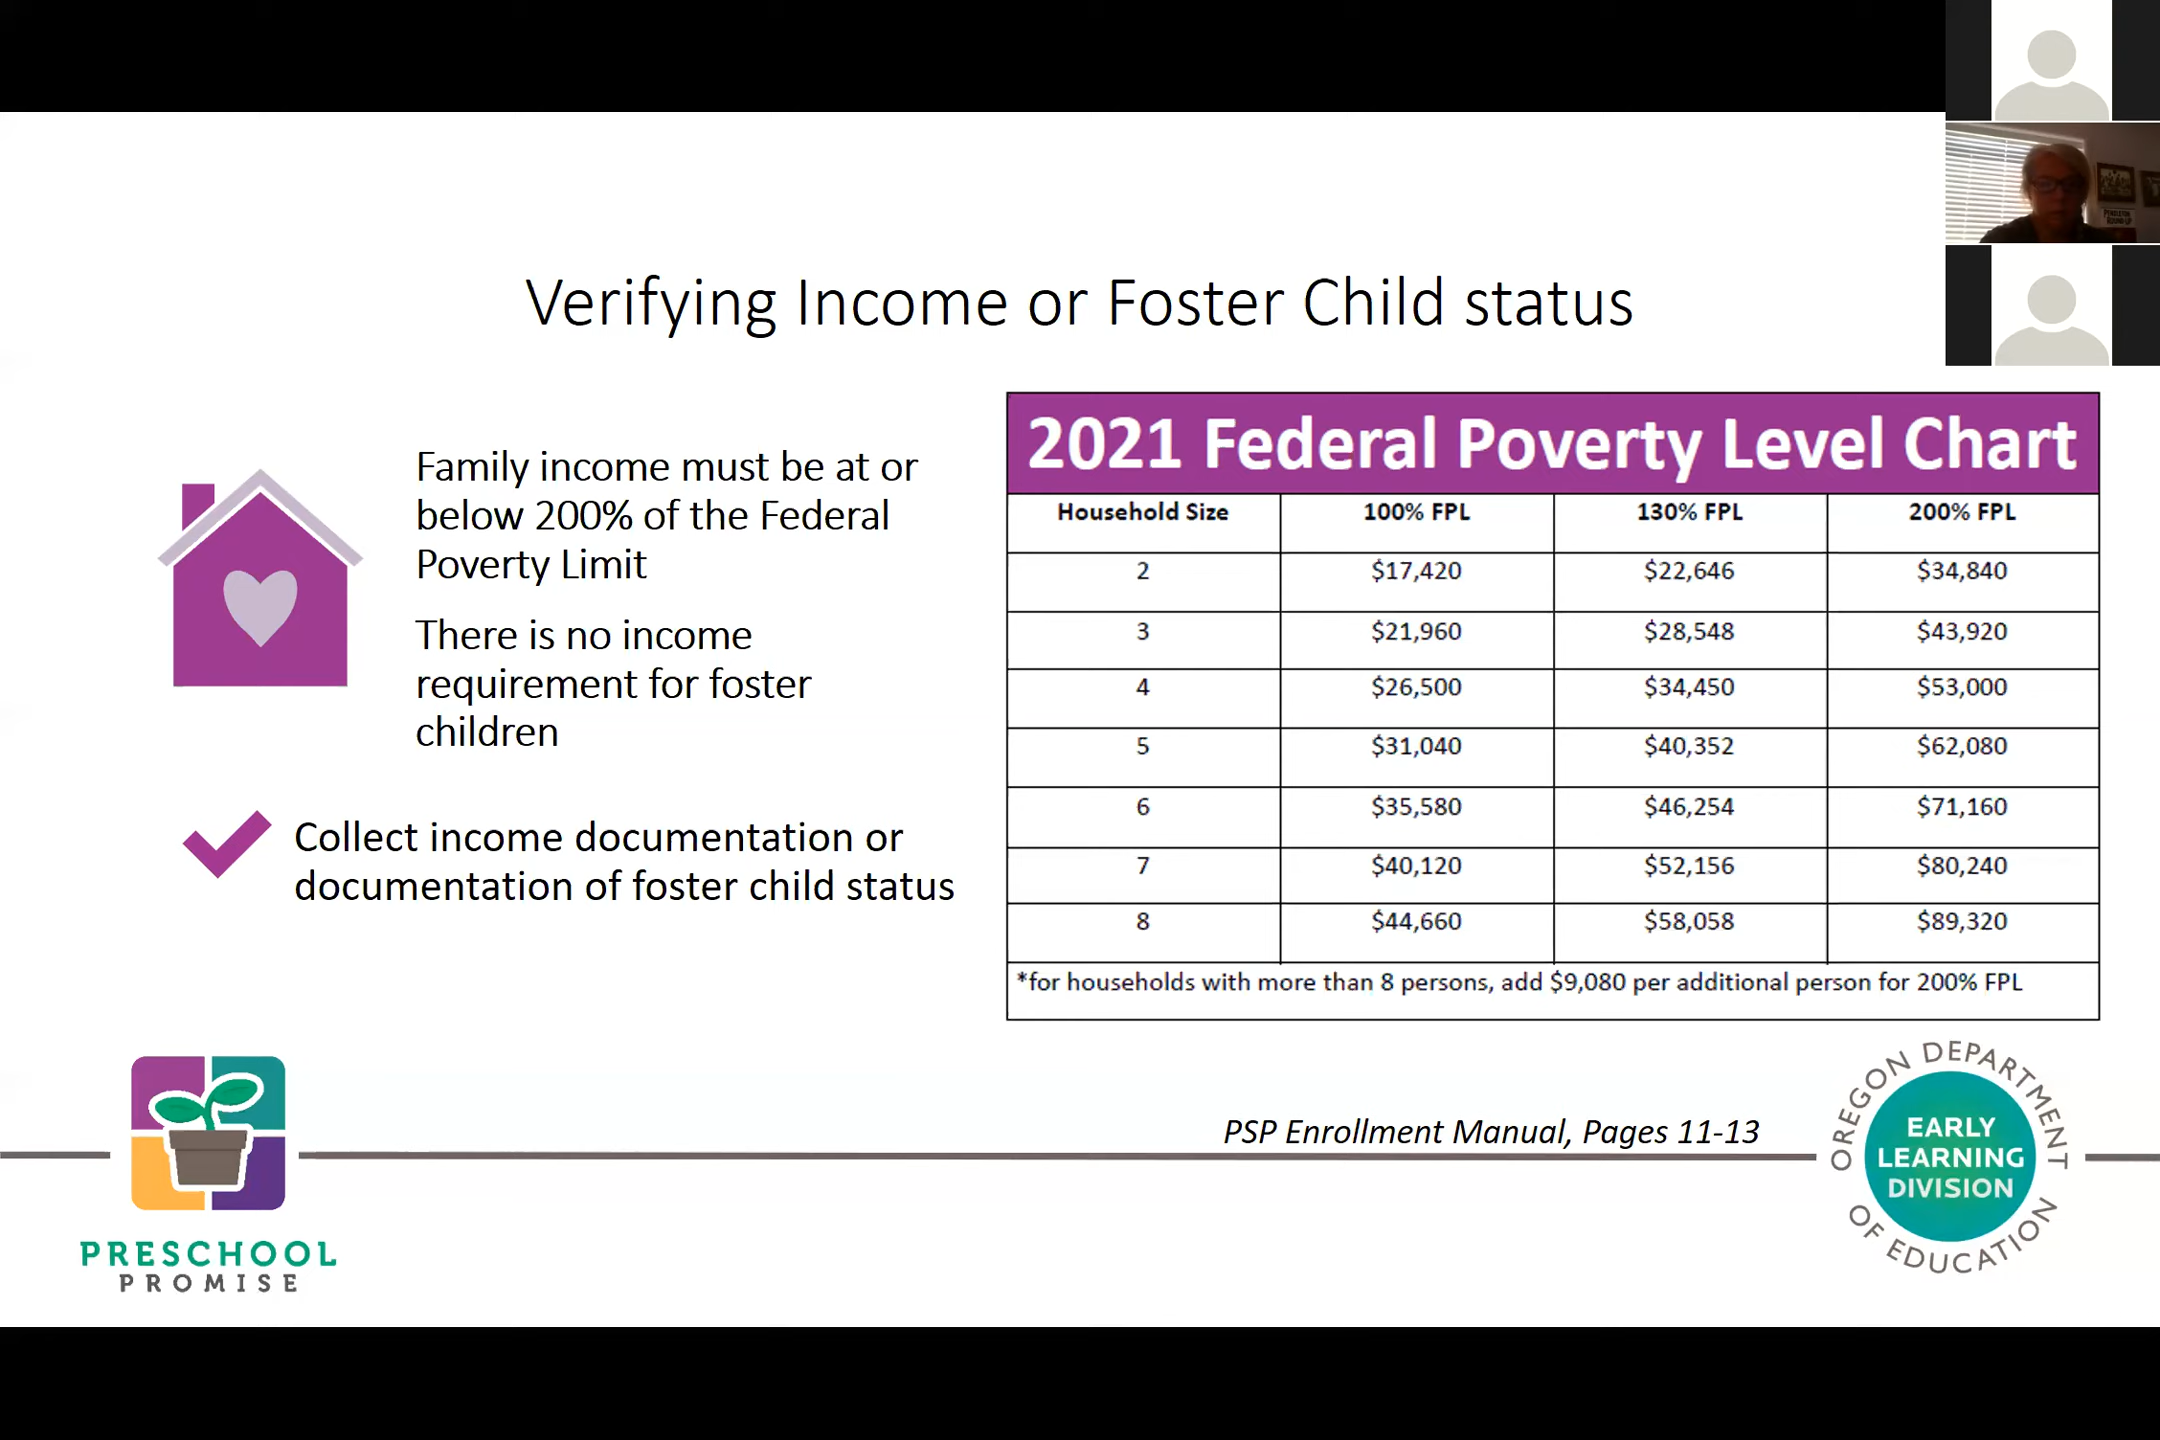 Verifying Income or Foster Child status
Family income must be at or
below 200% of the Federal
Poverty Limit
There is no income
requirement for foster
children
Collect income documentation or
documentation of foster child status
2021 Federal Poverty Level Chart
Household Size 100% FPL 130% FPL 200% FPL
2 $17,420 $22,646 $34,840
3 $21,960 $28,548 $43,920
4 $26,500 $34,450 $53,000
5 $31,040 $40,352 $62,080
6 $35,580 $46,254 $71,160
7 $40,120 $52,156 $80,240
8 $44,660 $58,058 $89,320
*for households with more than 8 persons, add $9,080 per additional person for 200% FPL
PSP Enrollment Manual, Pages 11-13
PRESCHOOL
PROMISE
OREGON DEPARTMENT
OF EDUCATION
EARLY
LEARNING
DIVISION
PENDLETON
ROUND-UP